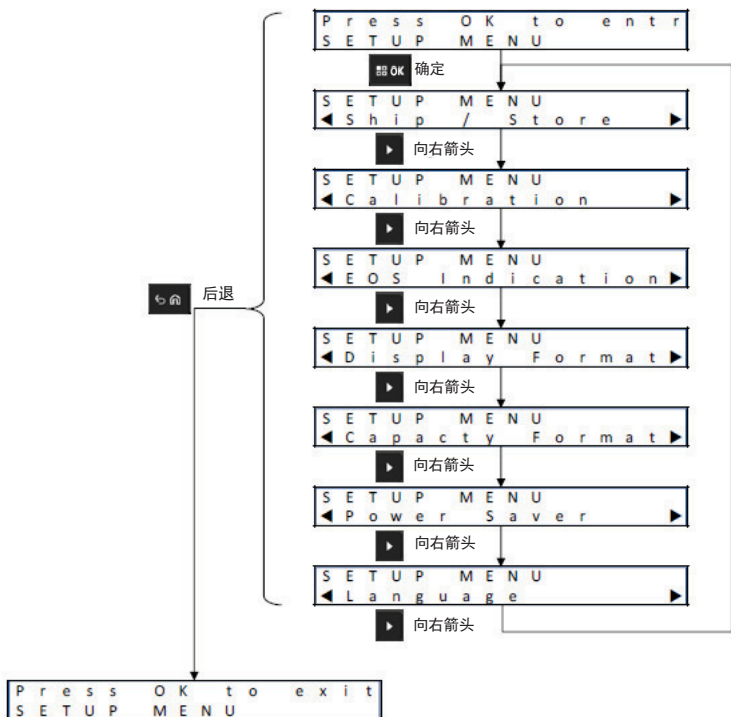 Press OK to entr
SETUP MENU
OK 确定
SETUP MENU
◀Ship / Store ▶
向右箭头
SETUP MENU
◀Calibration ▶
向右箭头
SETUP MENU
◀EOS Indication▶
向右箭头
后退
SETUP MENU
◀Display Format▶
向右箭头
SETUP MENU
◀Capacty Format▶
向右箭头
SETUP MENU
◀Power Saver ▶
向右箭头
SETUP MENU
◀Language ▶
向右箭头
Press OK to exit
SETUP MENU